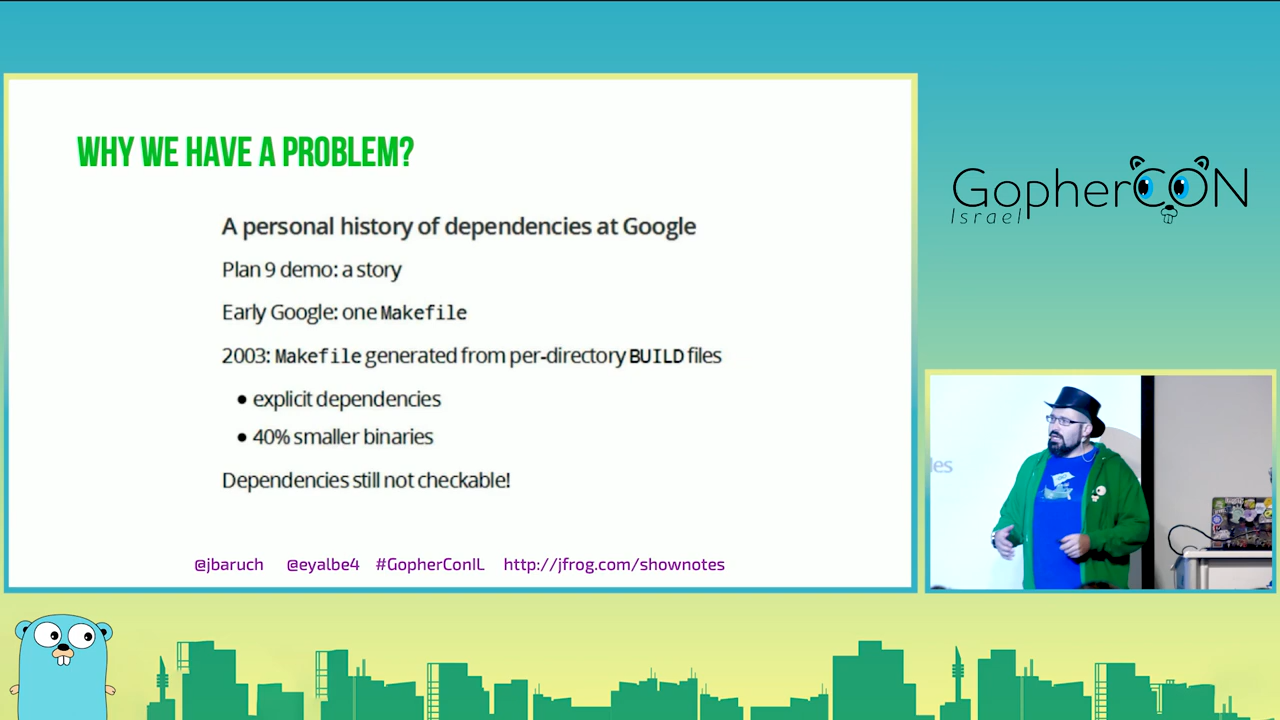 WHY WE HAVE A PROBLEM?
A personal history of dependencies at Google
Plan 9 demo: a story
Early Google: one Makefile
2003: Makefile generated from per-directory BUILD files
• explicit dependencies
• 40% smaller binaries
Dependencies still not checkable!
@jbaruch @eyalbe4 #GopherConIL http://jfrog.com/shownotes
GopherCON
Israel
les